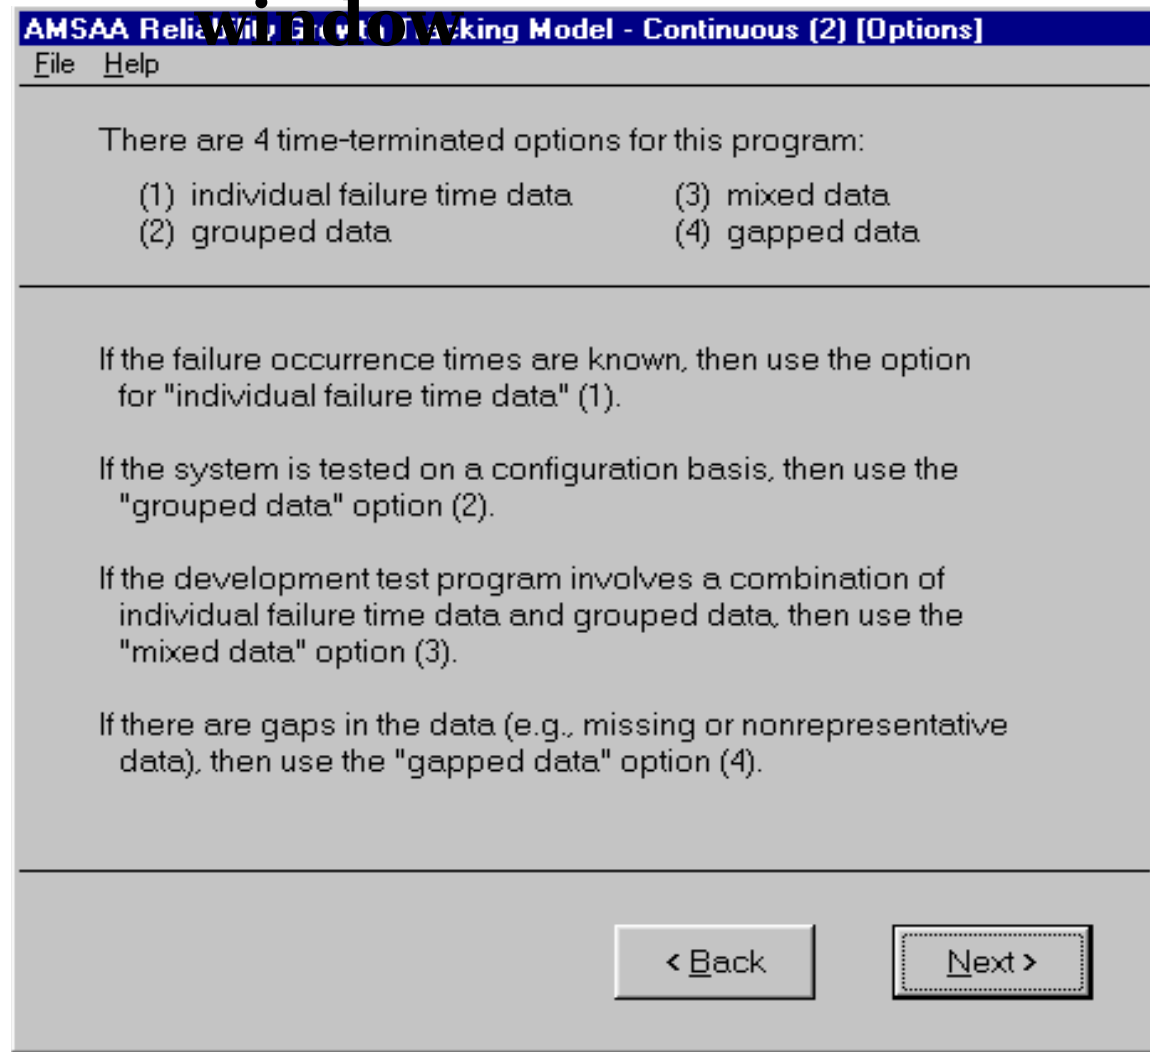 window
AMSAA Reliability Growth Tracking Model - Continuous (2) [Options]
File Help
There are 4 time-terminated options for this program:
(1) individual failure time data (3) mixed data
(2) grouped data (4) gapped data
If the failure occurrence times are known, then use the option
for "individual failure time data" (1).
If the system is tested on a configuration basis, then use the
"grouped data" option (2).
If the development test program involves a combination of
individual failure time data and grouped data, then use the
"mixed data" option (3).
If there are gaps in the data (e.g., missing or nonrepresentative
data), then use the "gapped data" option (4).
< Back Next >